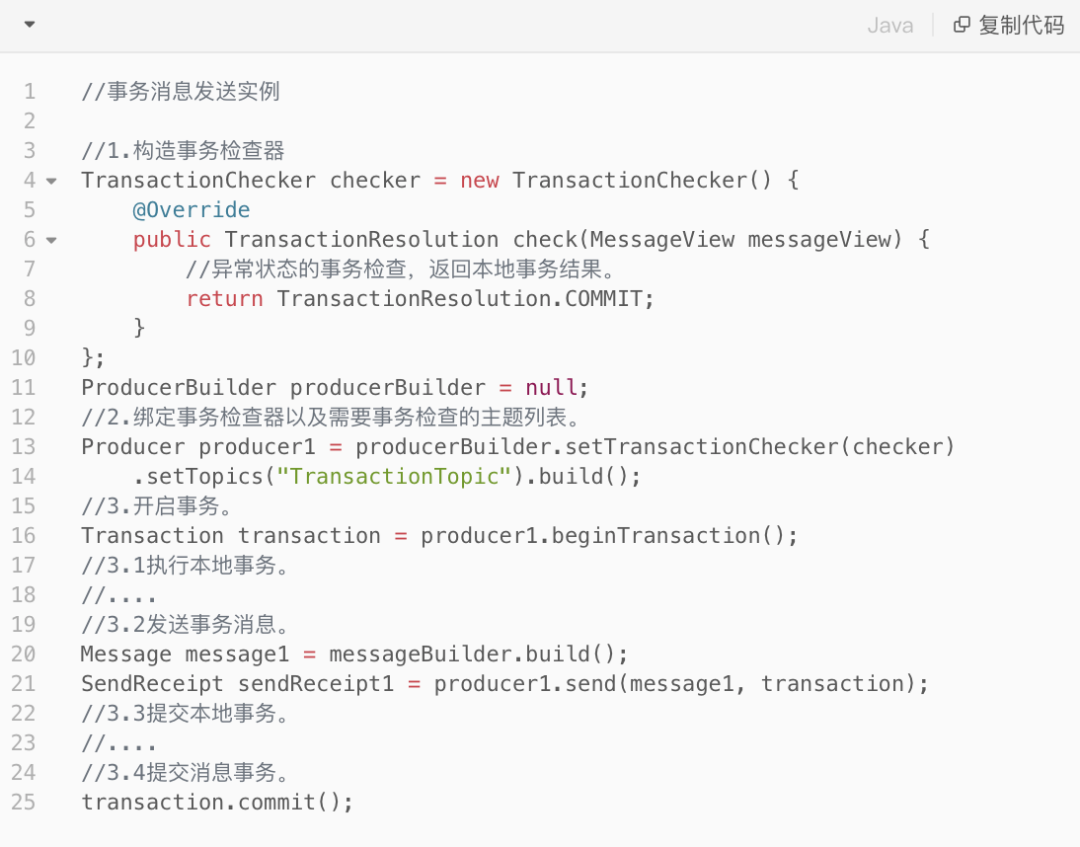 Java 复制代码
1 //事务消息发送实例
2
3 //1.构造事务检查器
4 TransactionChecker checker = new TransactionChecker() {
5     @Override
6     public TransactionResolution check(MessageView messageView) {
7         //异常状态的事务检查，返回本地事务结果。
8         return TransactionResolution.COMMIT;
9     }
10 };
11 ProducerBuilder producerBuilder = null;
12 //2.绑定事务检查器以及需要事务检查的主题列表。
13 Producer producer1 = producerBuilder.setTransactionChecker(checker)
14     .setTopics("TransactionTopic").build();
15 //3.开启事务。
16 Transaction transaction = producer1.beginTransaction();
17 //3.1执行本地事务。
18 //....
19 //3.2发送事务消息。
20 Message message1 = messageBuilder.build();
21 SendReceipt sendReceipt1 = producer1.send(message1, transaction);
22 //3.3提交本地事务。
23 //....
24 //3.4提交消息事务。
25 transaction.commit();